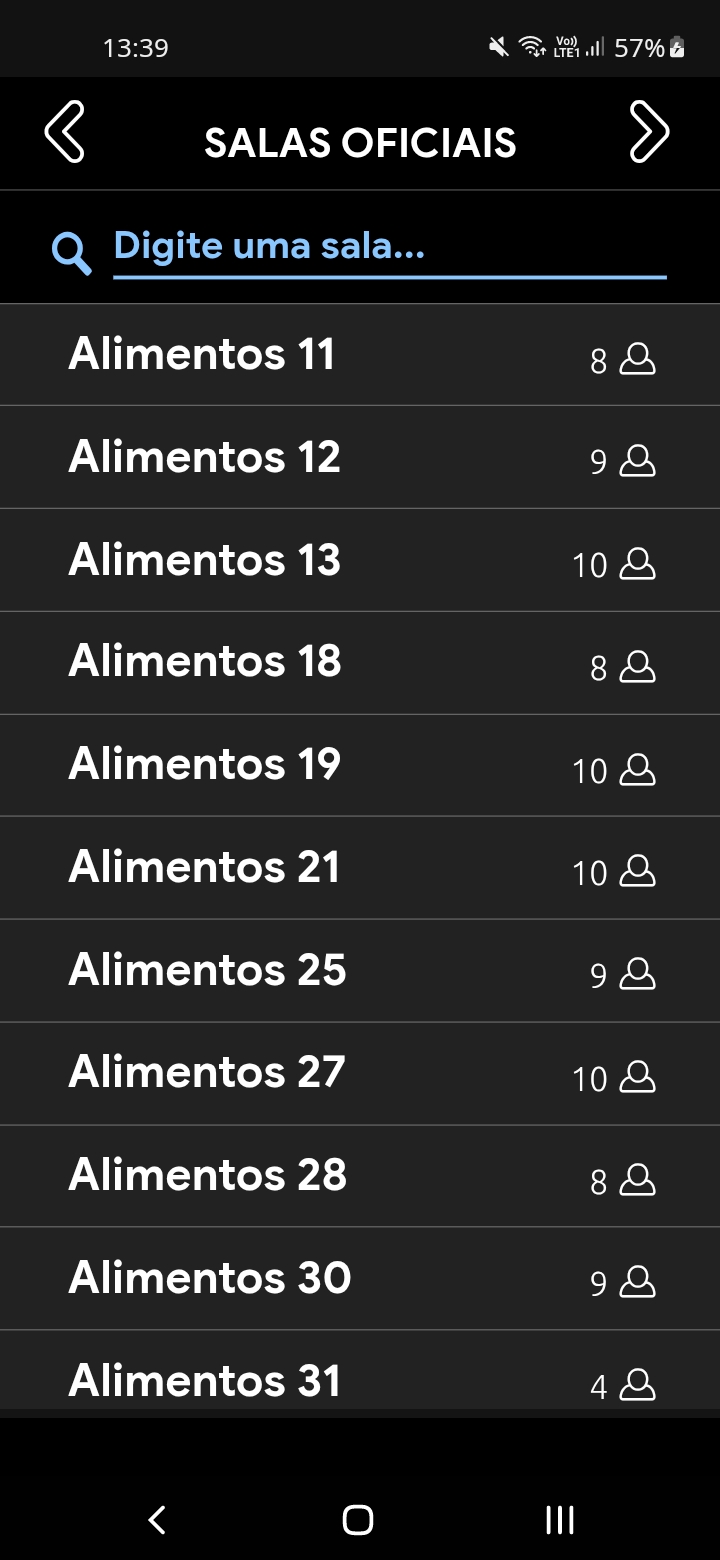 13:39
Vo)) LTE1 57%
SALAS OFICIAIS
Digite uma sala...
Alimentos 11 8
Alimentos 12 9
Alimentos 13 10
Alimentos 18 8
Alimentos 19 10
Alimentos 21 10
Alimentos 25 9
Alimentos 27 10
Alimentos 28 8
Alimentos 30 9
Alimentos 31 4